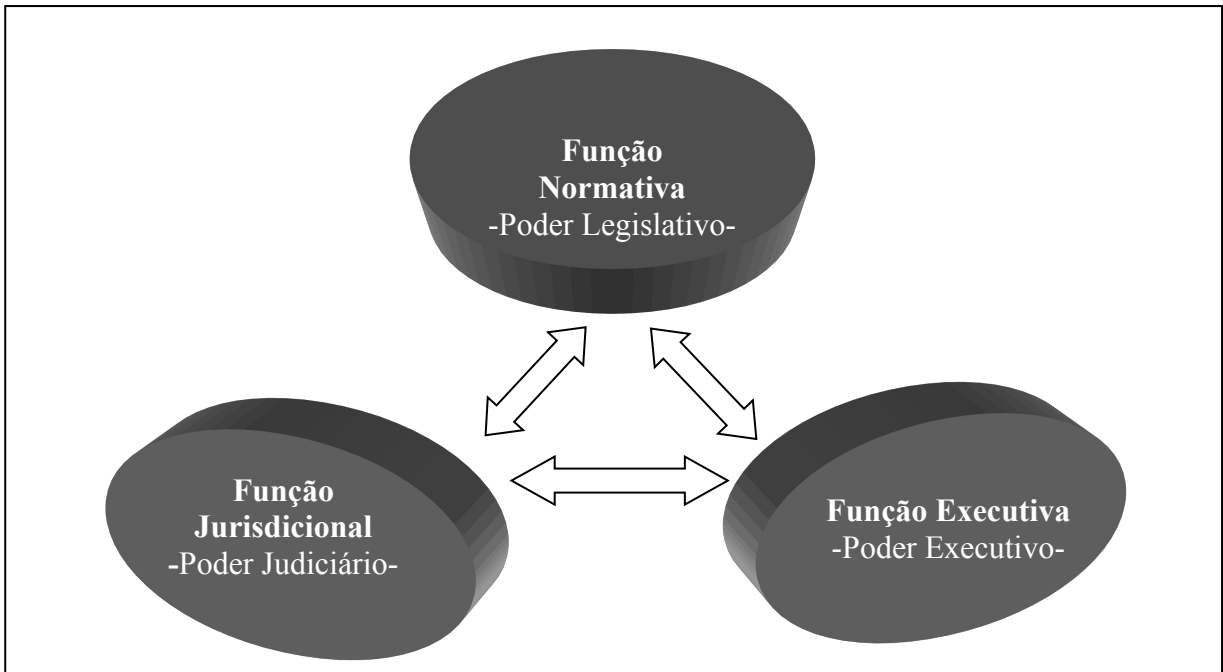 Função
Normativa
-Poder Legislativo-
Função
Jurisdicional
-Poder Judiciário-
Função Executiva
-Poder Executivo-